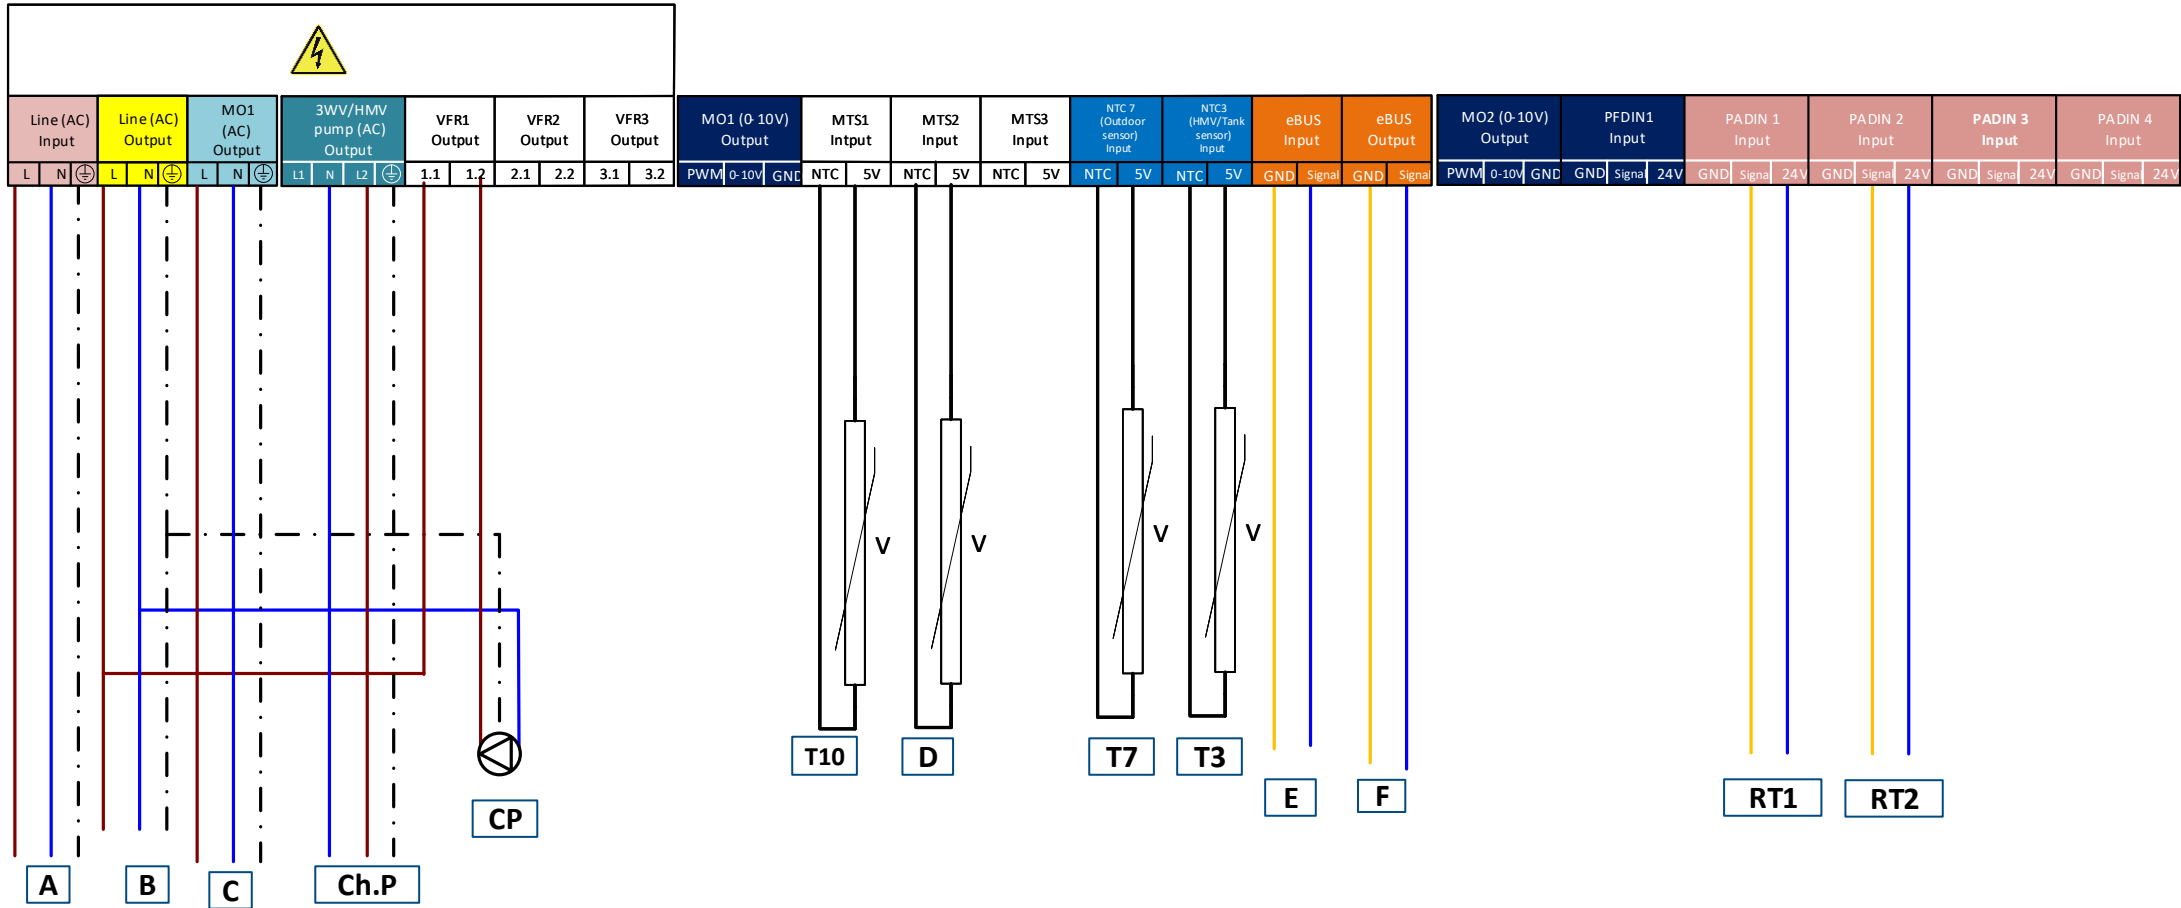 Line (AC)
Input
Line (AC)
Output
MO1
(AC)
Output
3WV/HMV
pump (AC)
Output
VFR1
Output
VFR2
Output
VFR3
Output
MO1 (0-10V)
Output
MTS1
Intput
MTS2
Input
MTS3
Input
NTC 7
(Outdoor
sensor)
Input
NTC3
(HMV/Tank
sensor)
Input
eBUS
Input
eBUS
Output
MO2 (0-10V)
Output
PFDIN1
Input
PADIN 1
Input
PADIN 2
Input
PADIN 3
Input
PADIN 4
Input
L N
L N
L N
L1 N L2
1.1 1.2
2.1 2.2
3.1 3.2
PWM 0-10V GND
NTC 5V
NTC 5V
NTC 5V
NTC 5V
NTC 5V
GND Signal
GND Signal
PWM 0-10V GND
GND Signal 24V
GND Signal 24V
GND Signal 24V
GND Signal 24V
GND Signal 24V
V
V
V
V
T10
D
T7
T3
E
F
RT1
RT2
CP
A
B
C
Ch.P